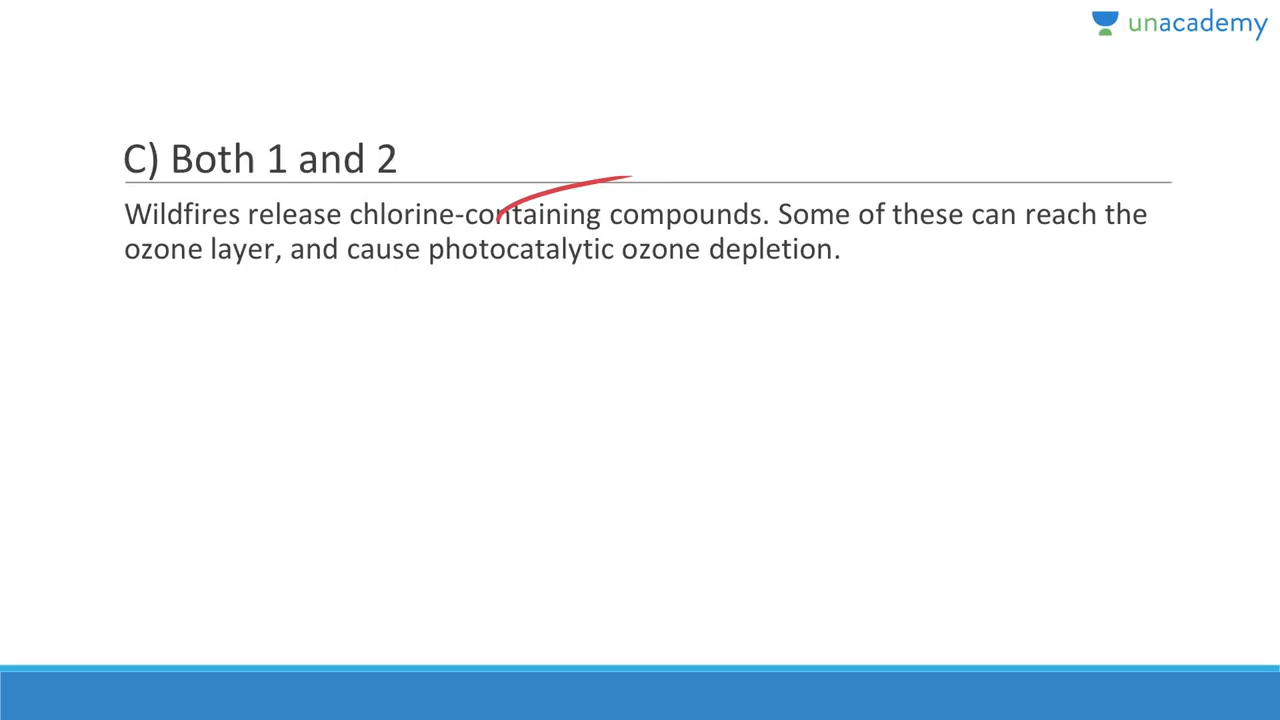 unacademy
C) Both 1 and 2
Wildfires release chlorine-containing compounds. Some of these can reach the
ozone layer, and cause photocatalytic ozone depletion.